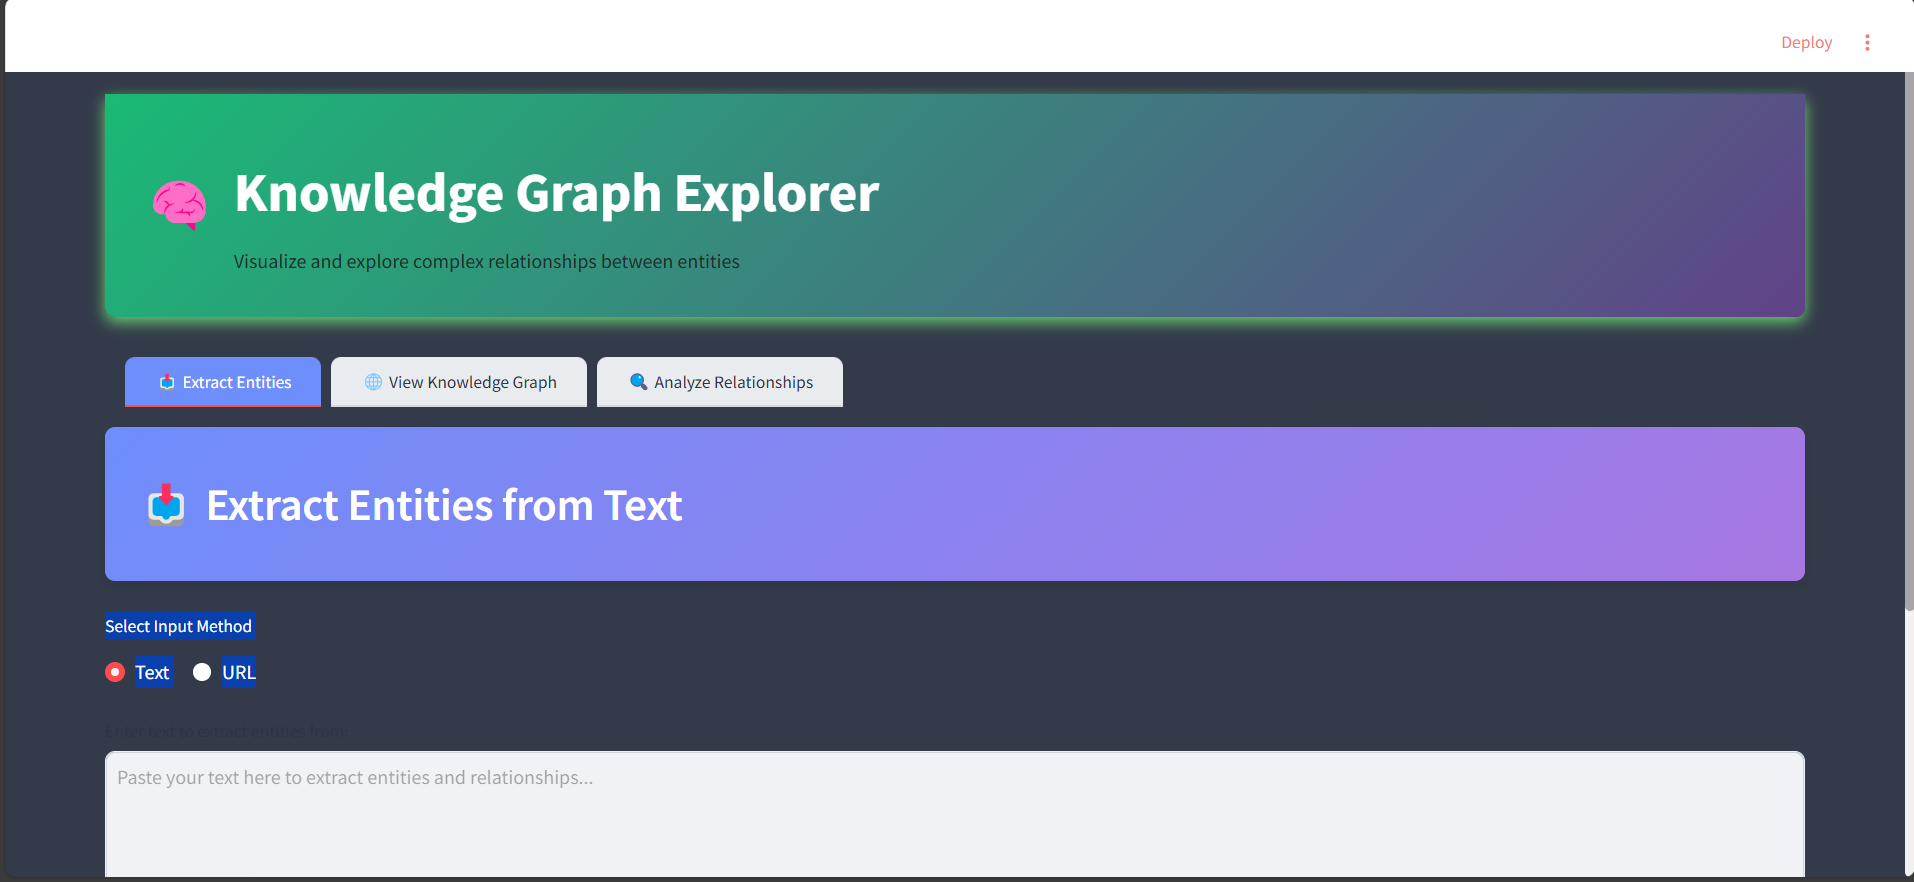 Deploy
Knowledge Graph Explorer
Visualize and explore complex relationships between entities
Extract Entities
View Knowledge Graph
Analyze Relationships
Extract Entities from Text
Select Input Method
Text
URL
Enter text to extract entities from:
Paste your text here to extract entities and relationships...